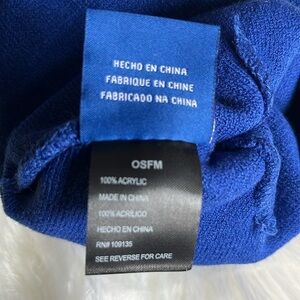 HECHO EN CHINA
FABRIQUE EN CHINE
FABRICADO NA CHINA
OSFM
100% ACRYLIC
MADE IN CHINA
100% ACRILICO
HECHO EN CHINA
RN# 109135
SEE REVERSE FOR CARE